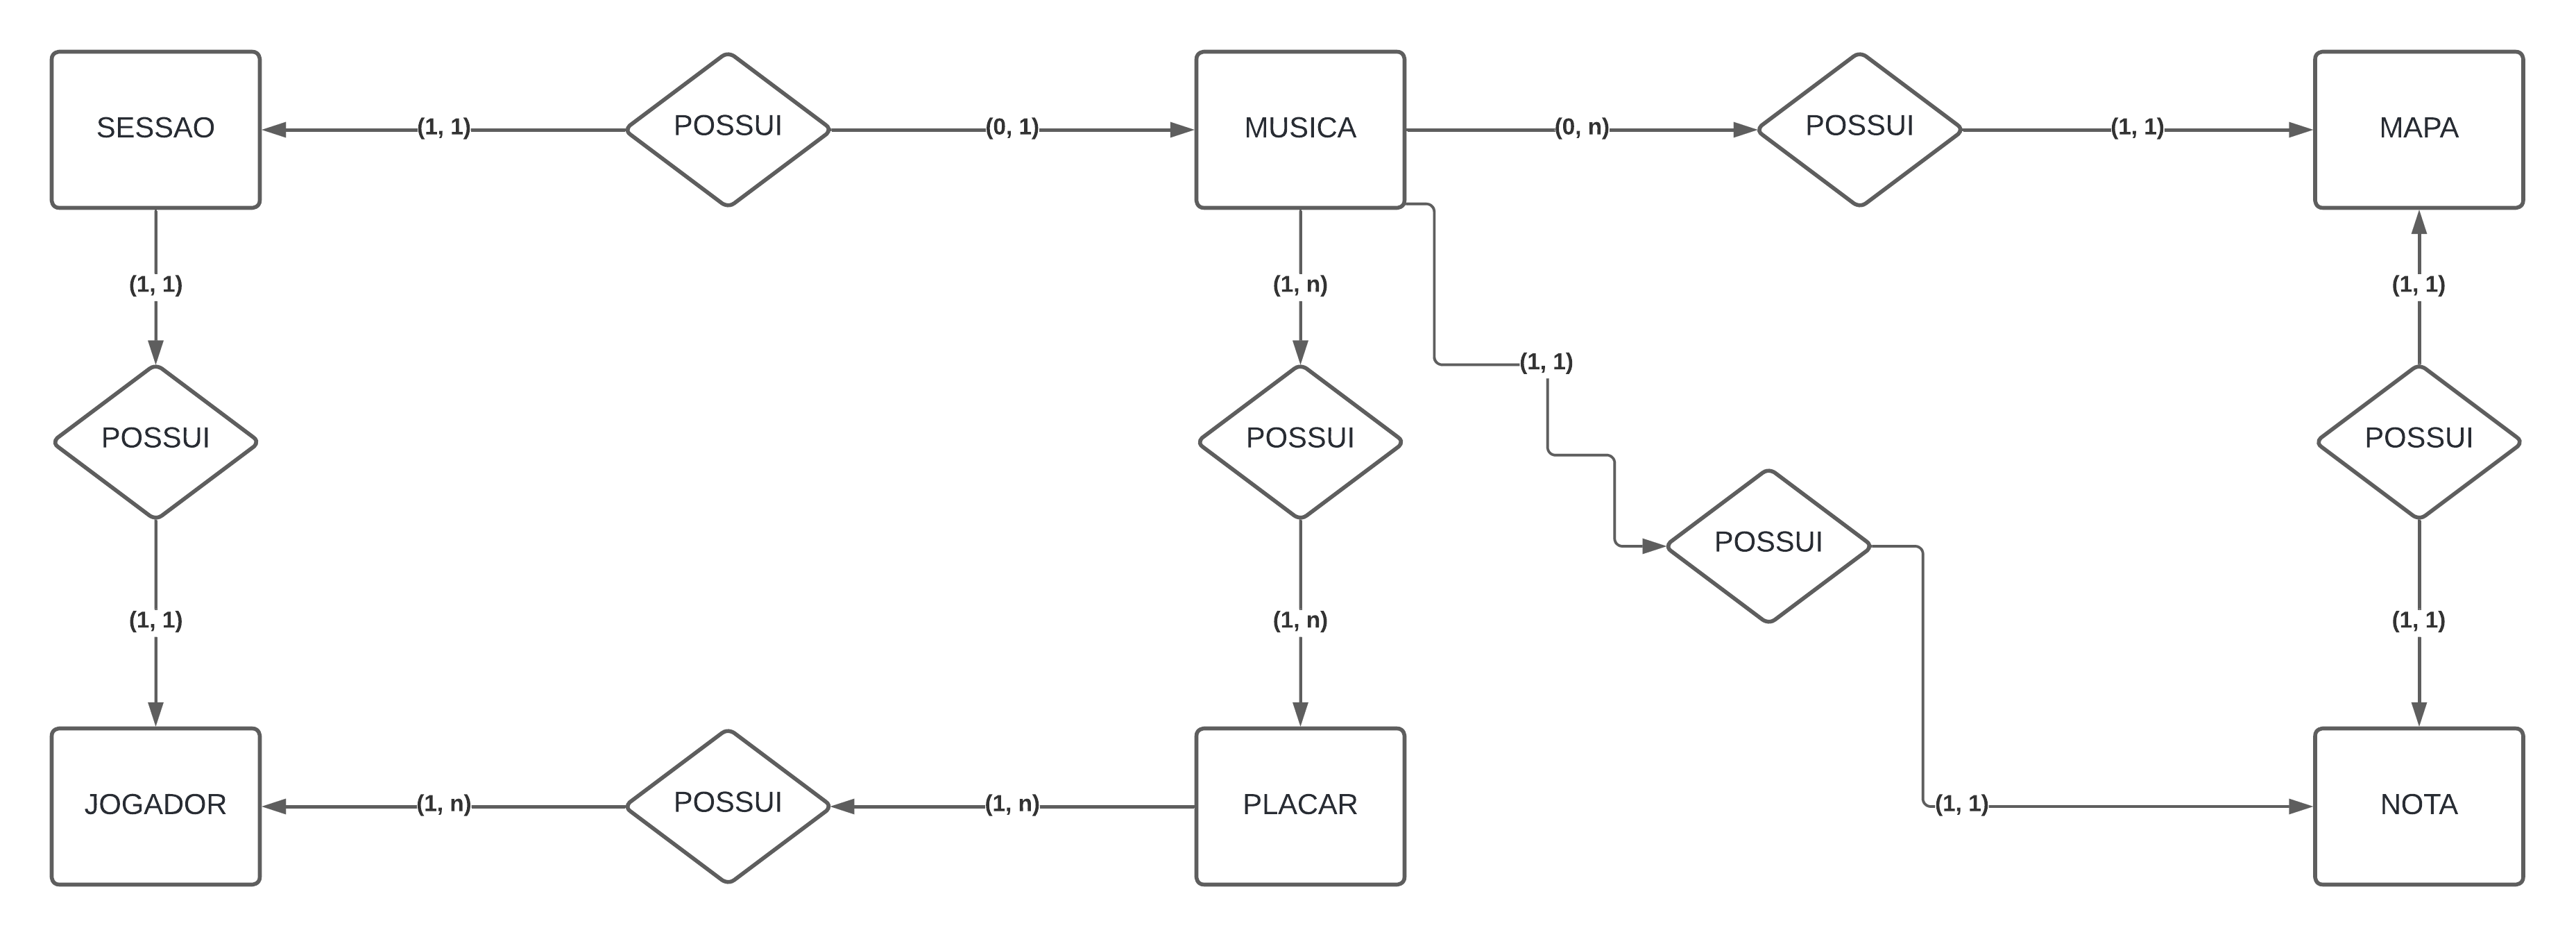 SESSAO
(1, 1)
POSSUI
(0, 1)
MUSICA
(0, n)
POSSUI
(1, 1)
MAPA
(1, 1)
(1, n)
(1, 1)
(1, 1)
POSSUI
POSSUI
POSSUI
POSSUI
(1, 1)
(1, n)
(1, 1)
JOGADOR
(1, n)
POSSUI
(1, n)
PLACAR
(1, 1)
NOTA